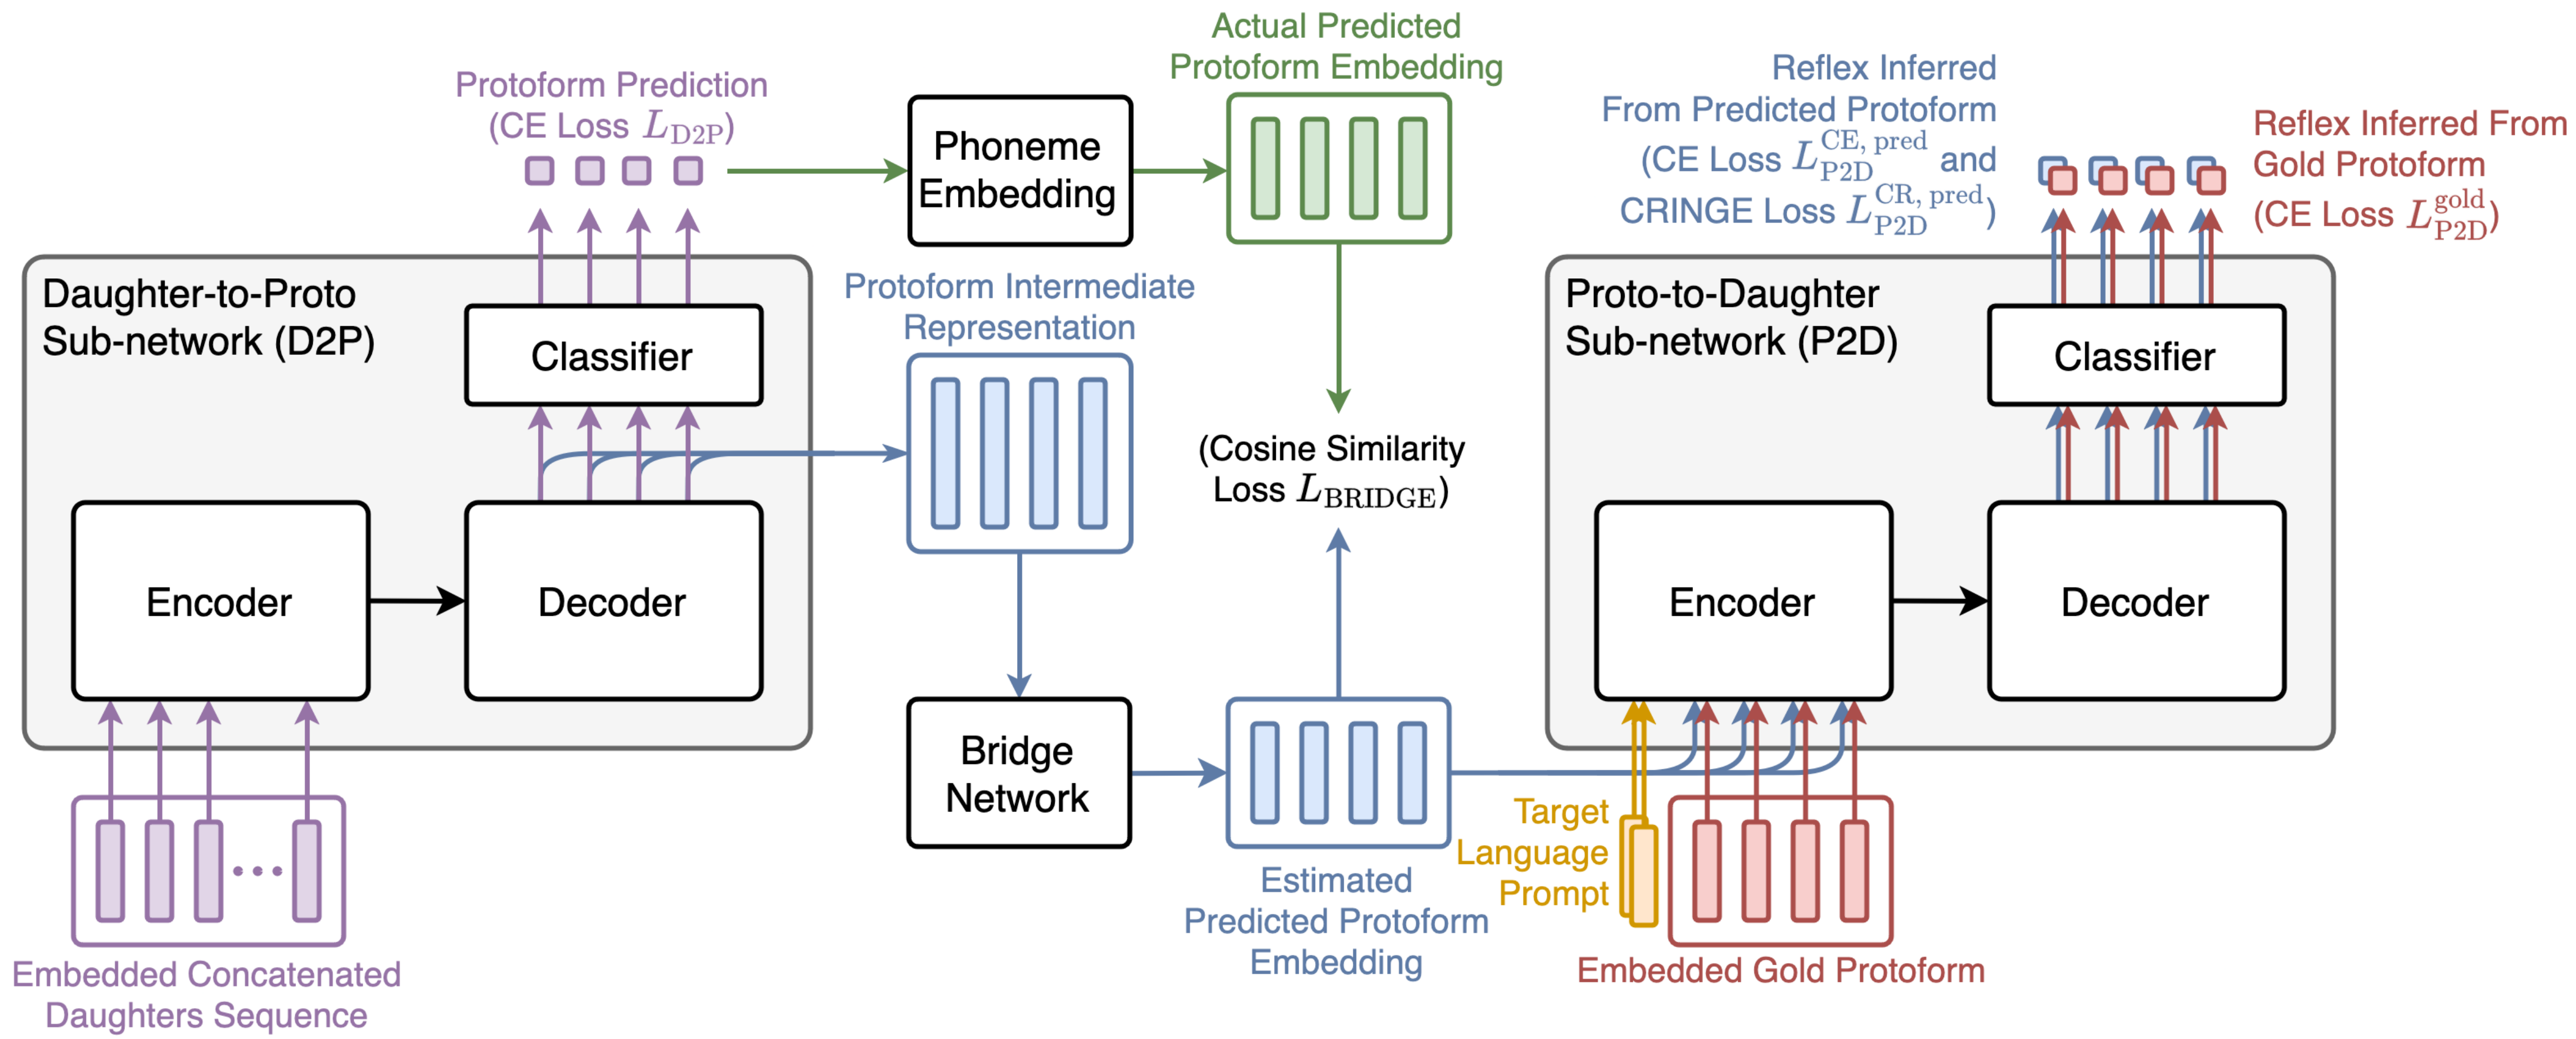 Actual Predicted
Protoform Embedding
Protoform Prediction
(CE Loss L_D2P)
Phoneme
Embedding
Reflex Inferred
From Predicted Protoform
(CE Loss L_P2D^CE, pred and
CRINGE Loss L_P2D^CR, pred)
Reflex Inferred From
Gold Protoform
(CE Loss L_P2D^gold)
Daughter-to-Proto
Sub-network (D2P)
Classifier
Encoder
Decoder
Embedded Concatenated
Daughters Sequence
Protoform Intermediate
Representation
Bridge
Network
(Cosine Similarity
Loss L_BRIDGE)
Estimated
Predicted Protoform
Embedding
Proto-to-Daughter
Sub-network (P2D)
Classifier
Encoder
Decoder
Target
Language
Prompt
Embedded Gold Protoform